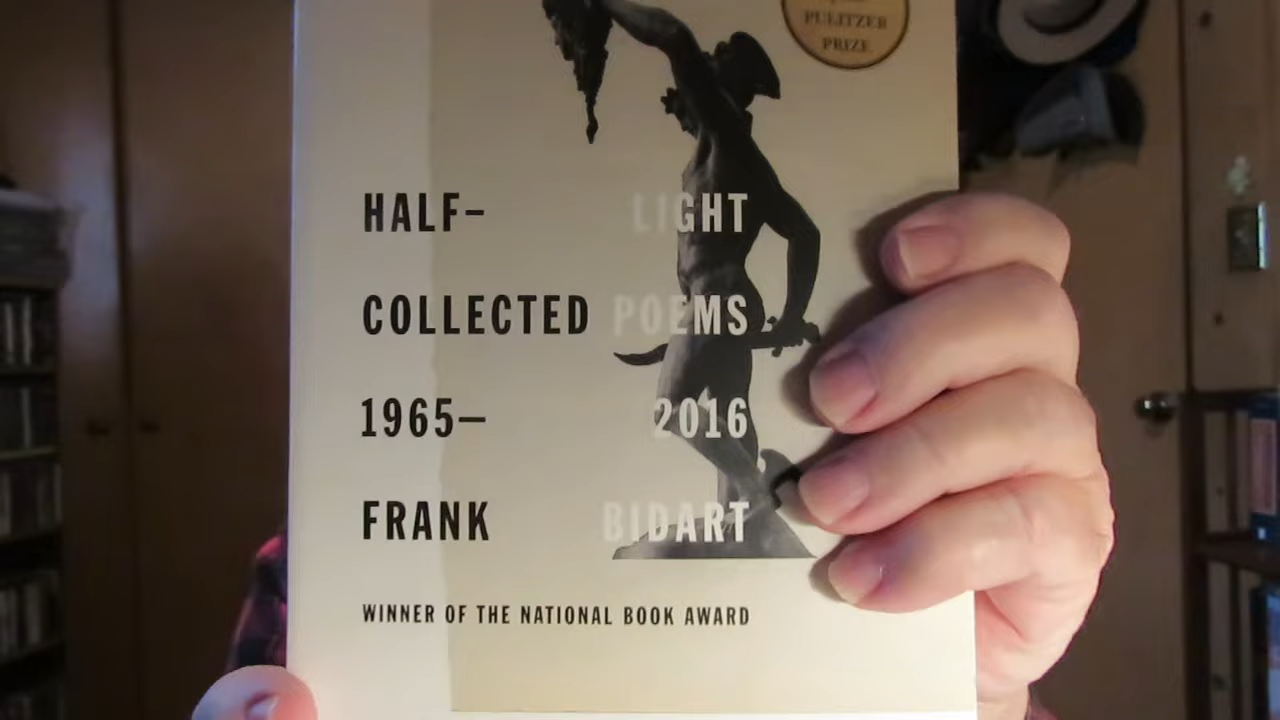 PULITZER
PRIZE
HALF– LIGHT
COLLECTED POEMS
1965– 2016
FRANK BIDART
WINNER OF THE NATIONAL BOOK AWARD